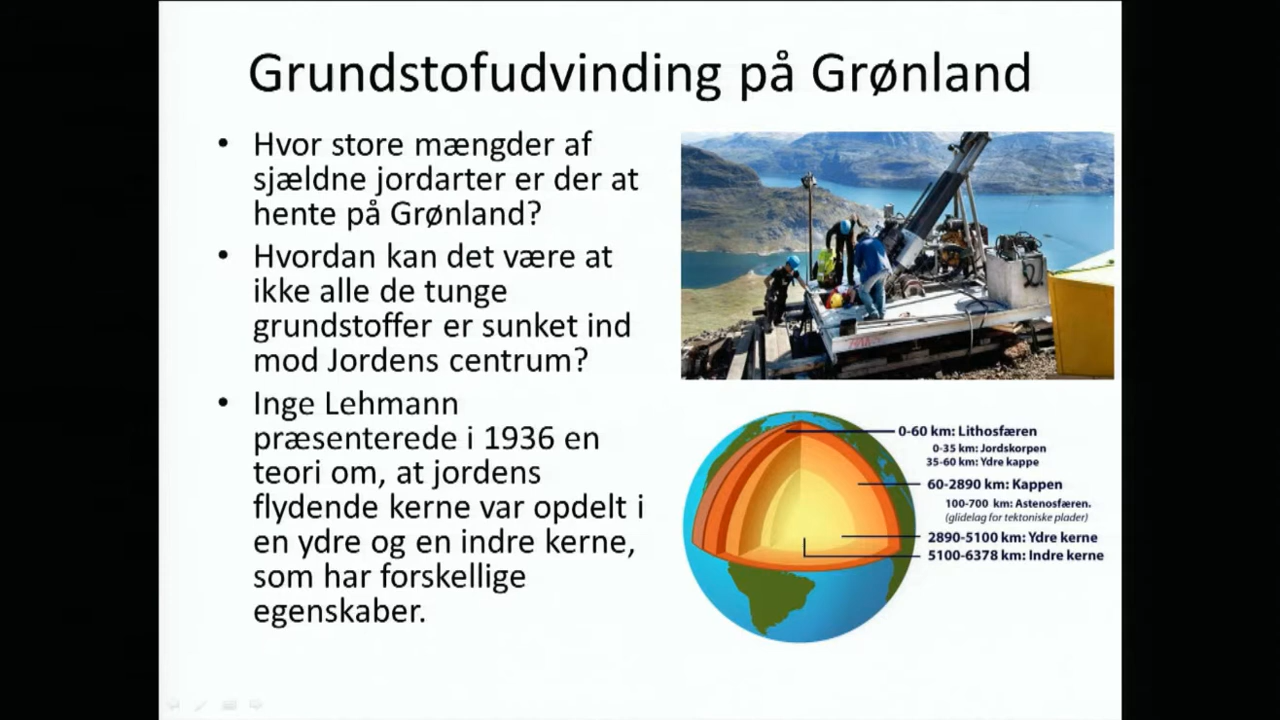 Grundstofudvinding på Grønland
• Hvor store mængder af
sjældne jordarter er der at
hente på Grønland?
• Hvordan kan det være at
ikke alle de tunge
grundstoffer er sunket ind
mod Jordens centrum?
• Inge Lehmann
præsenterede i 1936 en
teori om, at jordens
flydende kerne var opdelt i
en ydre og en indre kerne,
som har forskellige
egenskaber.
0-60 km: Lithosfæren
0-35 km: Jordskorpen
35-60 km: Ydre kappe
60-2890 km: Kappen
100-700 km: Astenosfæren.
(glidelag for tektoniske plader)
2890-5100 km: Ydre kerne
5100-6378 km: Indre kerne